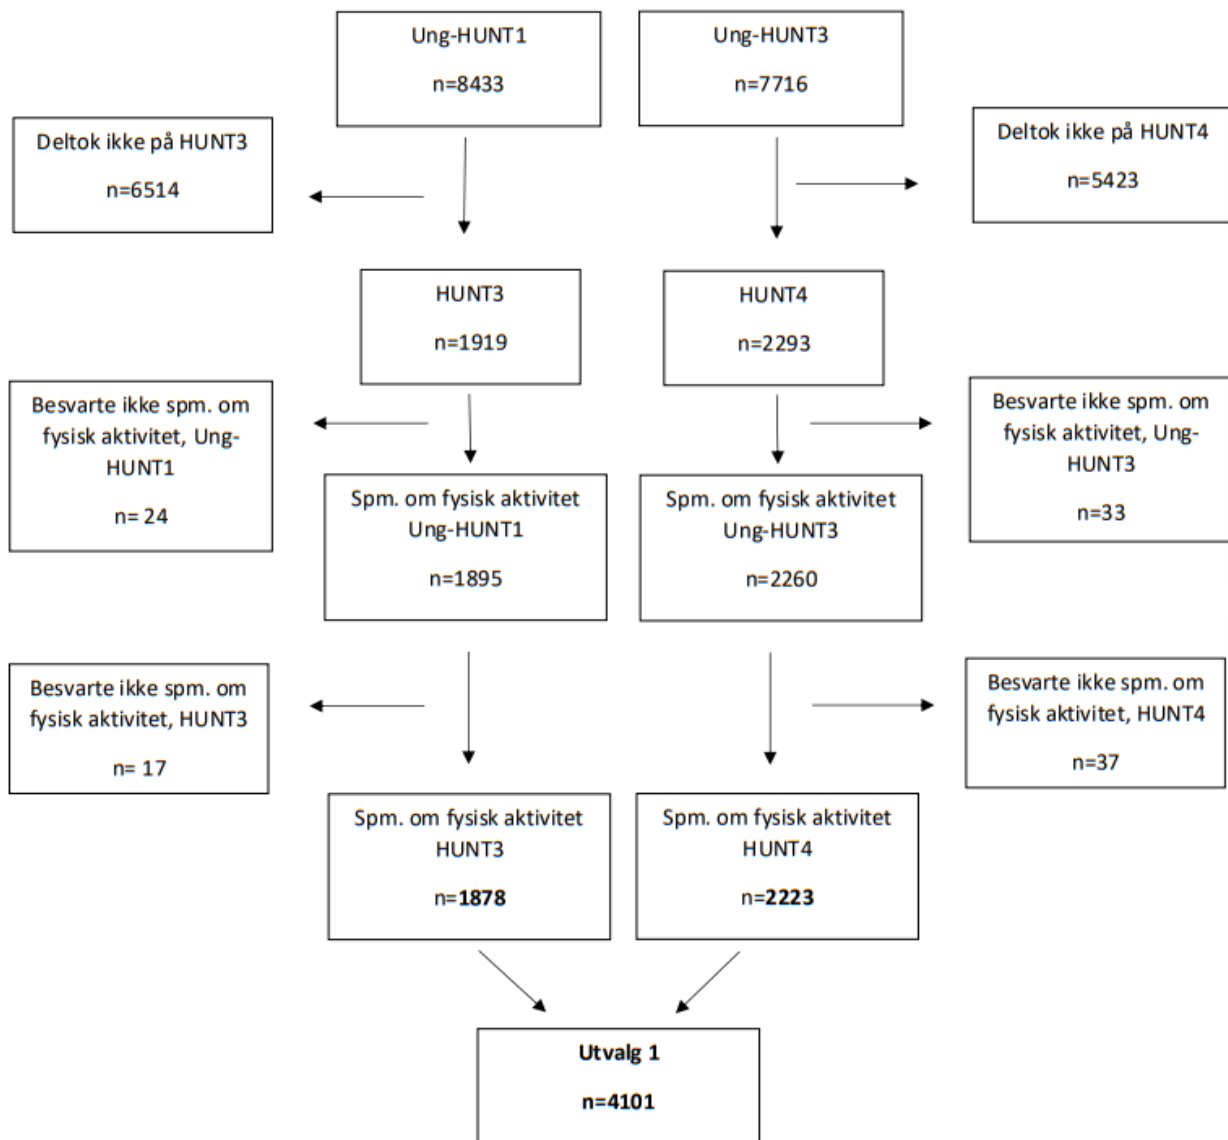 Ung-HUNT1
n=8433
Ung-HUNT3
n=7716
Deltok ikke på HUNT3
n=6514
Deltok ikke på HUNT4
n=5423
HUNT3
n=1919
HUNT4
n=2293
Besvarte ikke spm. om
fysisk aktivitet, Ung-
HUNT1
n= 24
Besvarte ikke spm. om
fysisk aktivitet, Ung-
HUNT3
n=33
Spm. om fysisk aktivitet
Ung-HUNT1
n=1895
Spm. om fysisk aktivitet
Ung-HUNT3
n=2260
Besvarte ikke spm. om
fysisk aktivitet, HUNT3
n= 17
Besvarte ikke spm. om
fysisk aktivitet, HUNT4
n=37
Spm. om fysisk aktivitet
HUNT3
n=1878
Spm. om fysisk aktivitet
HUNT4
n=2223
Utvalg 1
n=4101